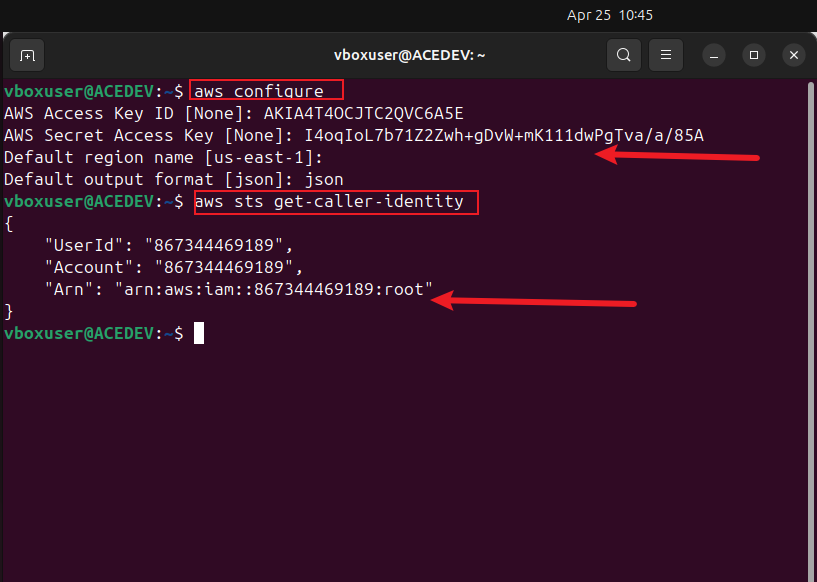 Apr 25 10:45
vboxuser@ACEDEV: ~
vboxuser@ACEDEV:~$ aws configure
AWS Access Key ID [None]: AKIA4T4OCJTC2QVC6A5E
AWS Secret Access Key [None]: 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
Default region name [us-east-1]:
Default output format [json]: json
vboxuser@ACEDEV:~$ aws sts get-caller-identity
{
    "UserId": "867344469189",
    "Account": "867344469189",
    "Arn": "arn:aws:iam::867344469189:root"
}
vboxuser@ACEDEV:~$